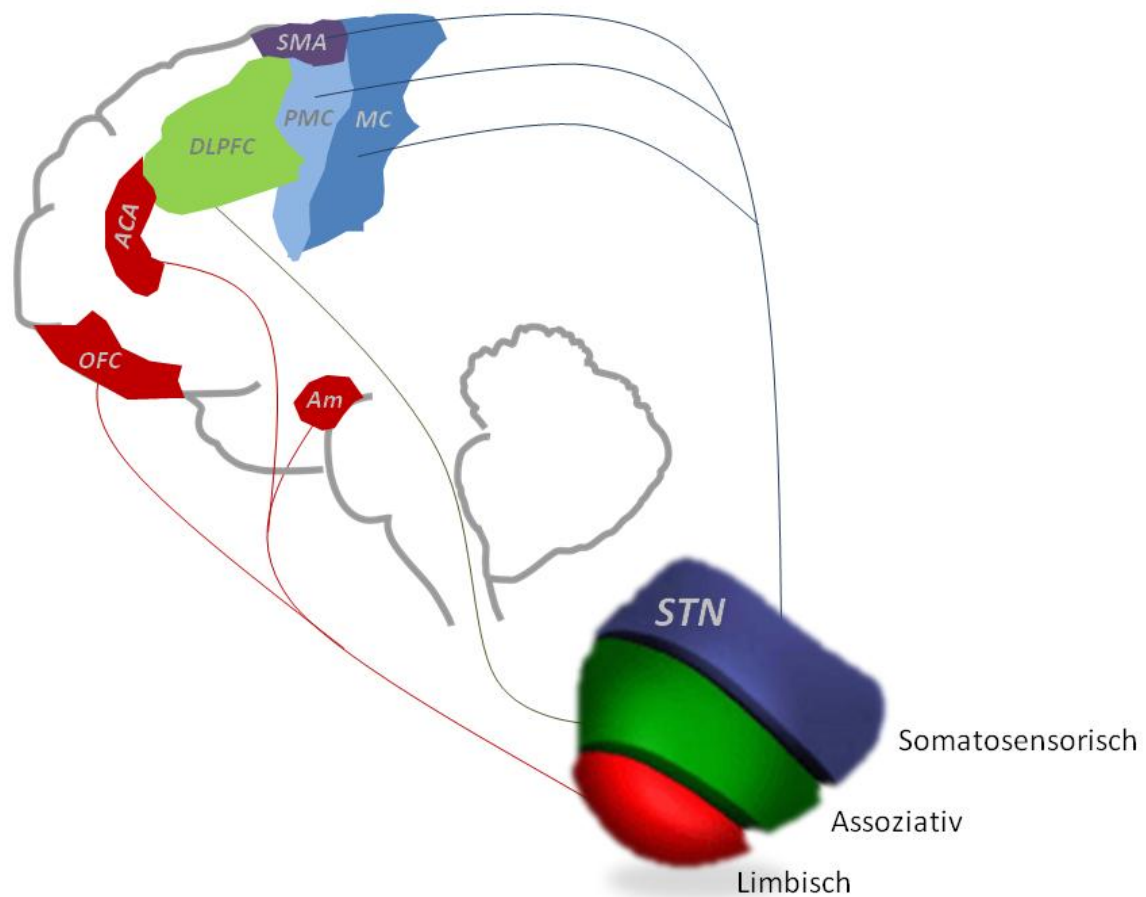 SMA
PMC
MC
DLPFC
ACA
OFC
Am
STN
Somatosensorisch
Assoziativ
Limbisch